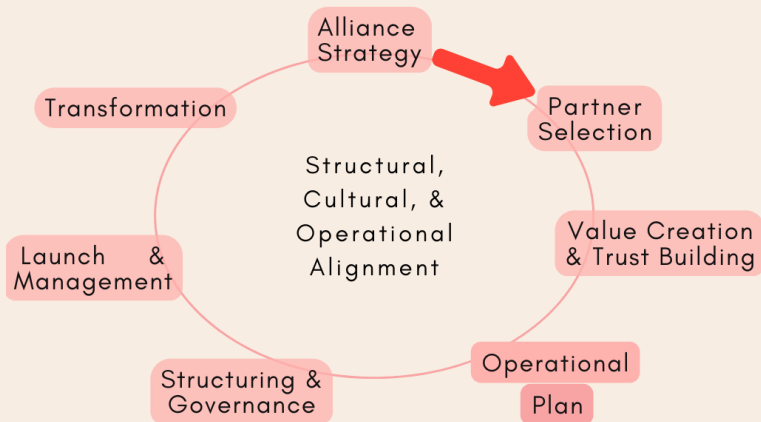 Alliance
Strategy
Partner
Selection
Value Creation
& Trust Building
Operational
Plan
Structuring &
Governance
Launch &
Management
Transformation
Structural,
Cultural, &
Operational
Alignment